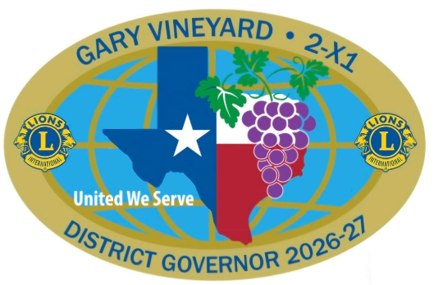 GARY VINEYARD • 2-X1
LIONS
L
INTERNATIONAL
LIONS
L
INTERNATIONAL
United We Serve
DISTRICT GOVERNOR 2026-27